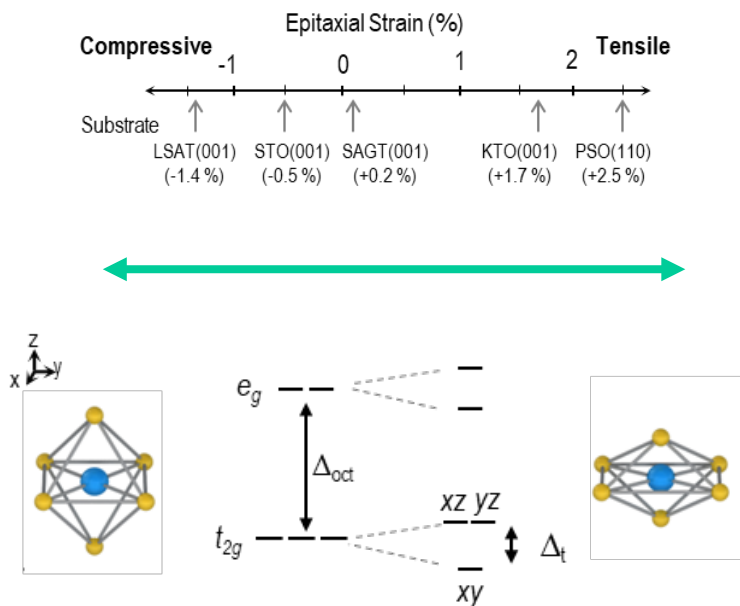 Epitaxial Strain (%)
Compressive
Tensile
-1 0 1 2
Substrate
LSAT(001) STO(001) SAGT(001) KTO(001) PSO(110)
(-1.4 %) (-0.5 %) (+0.2 %) (+1.7 %) (+2.5 %)
z
x y
e_g
Δ_oct
xz yz
t_2g
Δ_t
xy